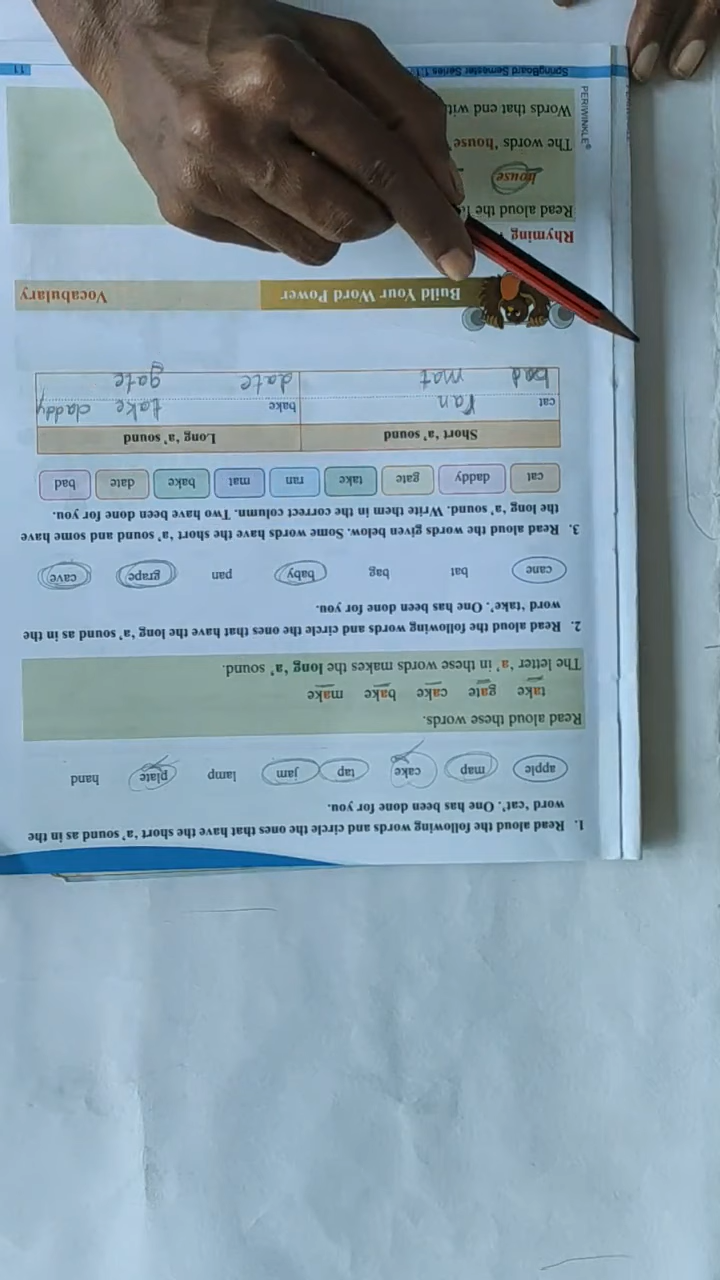 1. Read aloud the following words and circle the ones that have the short 'a' sound as in the
word 'cat'. One has been done for you.
apple map cake tap jam lamp plate hand
Read aloud these words.
take gate cake bake make
The letter 'a' in these words makes the long 'a' sound.
2. Read aloud the following words and circle the ones that have the long 'a' sound as in the
word 'take'. One has been done for you.
cane bat bag baby pan grape cave
3. Read aloud the words given below. Some words have the short 'a' sound and some have
the long 'a' sound. Write them in the correct column. Two have been done for you.
cat daddy gate take ran mat bake date bad
Short 'a' sound Long 'a' sound
cat ran bake take daddy
bad mat date gate
Build Your Word Power Vocabulary
Rhyming
Read aloud the
house
The words 'house'
Words that end
PERIWINKLE®
SpringBoard Semester Series 11